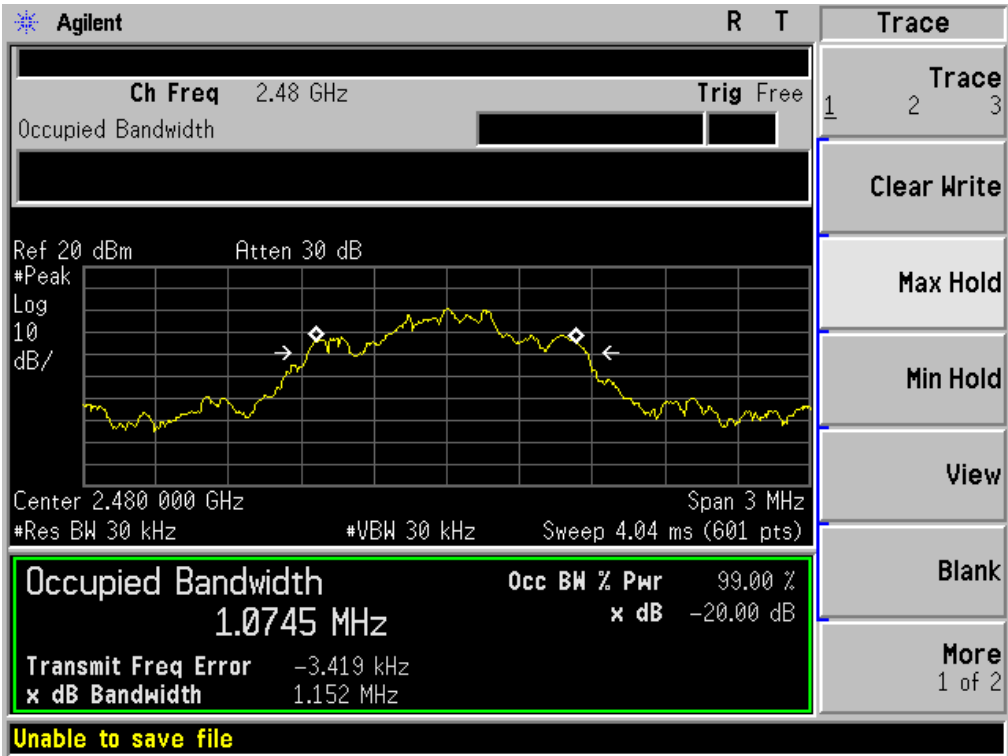 Agilent R T
Ch Freq 2.48 GHz Trig Free
Occupied Bandwidth
Ref 20 dBm Atten 30 dB
#Peak
Log
10
dB/
Center 2.480 000 GHz Span 3 MHz
#Res BW 30 kHz #VBW 30 kHz Sweep 4.04 ms (601 pts)
Occupied Bandwidth Occ BW % Pwr 99.00 %
1.0745 MHz x dB -20.00 dB
Transmit Freq Error -3.419 kHz
x dB Bandwidth 1.152 MHz
Unable to save file
Trace
Trace
1 2 3
Clear Write
Max Hold
Min Hold
View
Blank
More
1 of 2